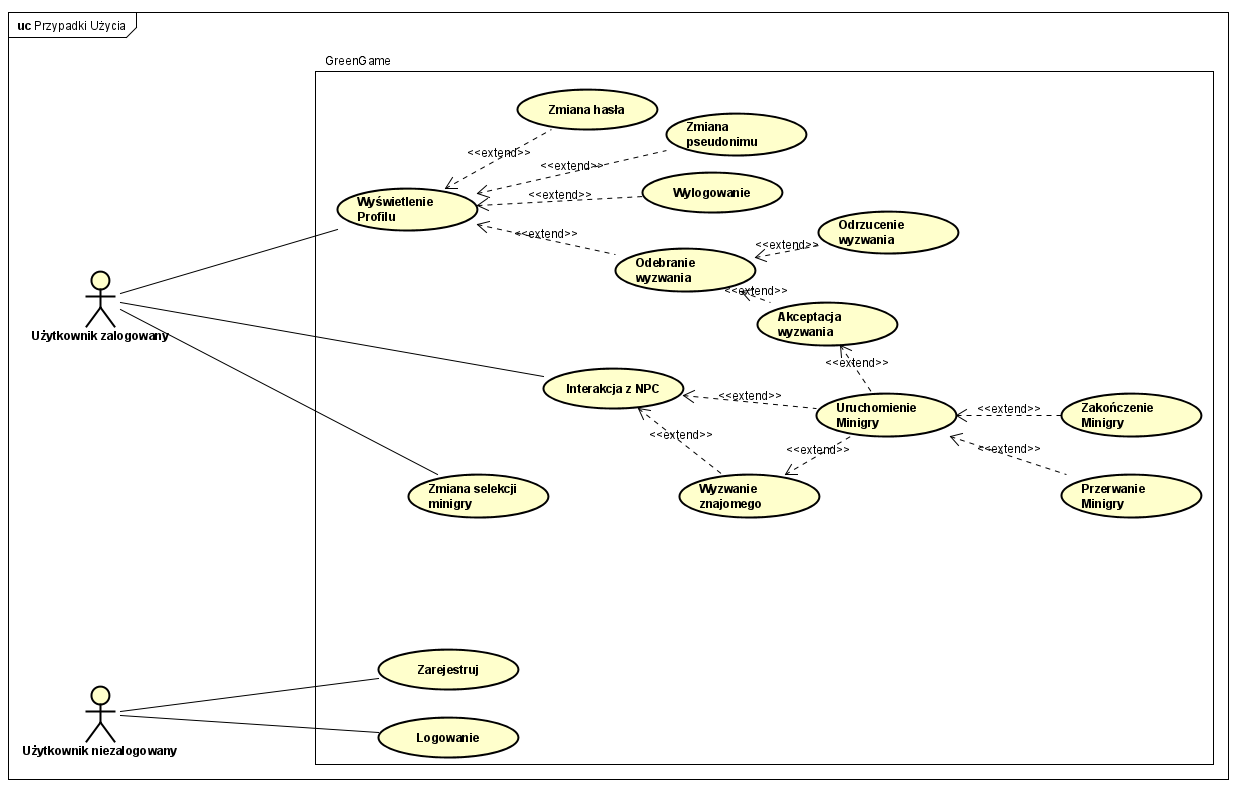 uc Przypadki Użycia
GreenGame
Zmiana hasła
Zmiana
pseudonimu
<<extend>>
<<extend>>
Wylogowanie
<<extend>>
Wyświetlenie
Profilu
<<extend>>
Odrzucenie
wyzwania
<<extend>>
Odebranie
wyzwania
<<extend>>
Akceptacja
wyzwania
Użytkownik zalogowany
<<extend>>
Interakcja z NPC
<<extend>>
Uruchomienie
Minigry
<<extend>>
Zakończenie
Minigry
<<extend>>
<<extend>>
<<extend>>
Zmiana selekcji
minigry
Wyzwanie
znajomego
Przerwanie
Minigry
Zarejestruj
Logowanie
Użytkownik niezalogowany